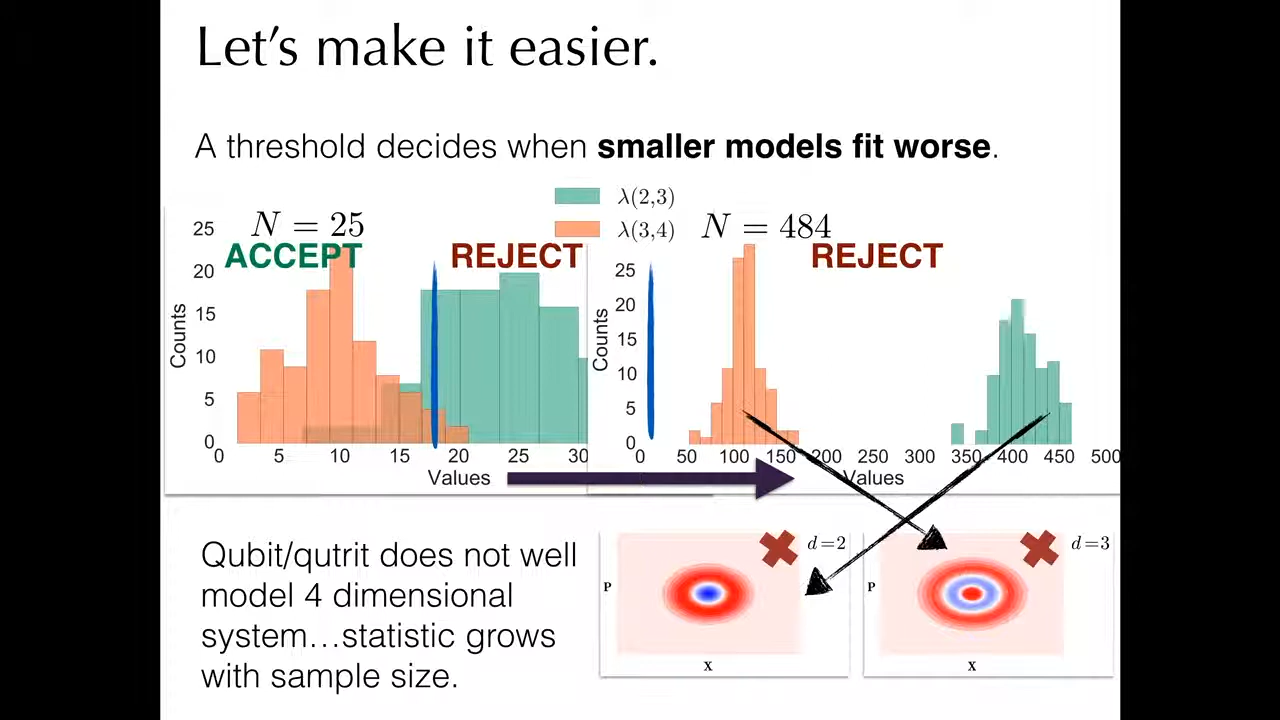 Let's make it easier.
A threshold decides when smaller models fit worse.
λ(2,3)
λ(3,4)
N = 25
ACCEPT
REJECT
25
20
15
10
5
0
Counts
0 5 10 15 20 25 30
Values
N = 484
REJECT
25
20
15
10
5
0
Counts
0 50 100 150 200 250 300 350 400 450 500
Values
Qubit/qutrit does not well
model 4 dimensional
system…statistic grows
with sample size.
d=2
P
x
d=3
P
x